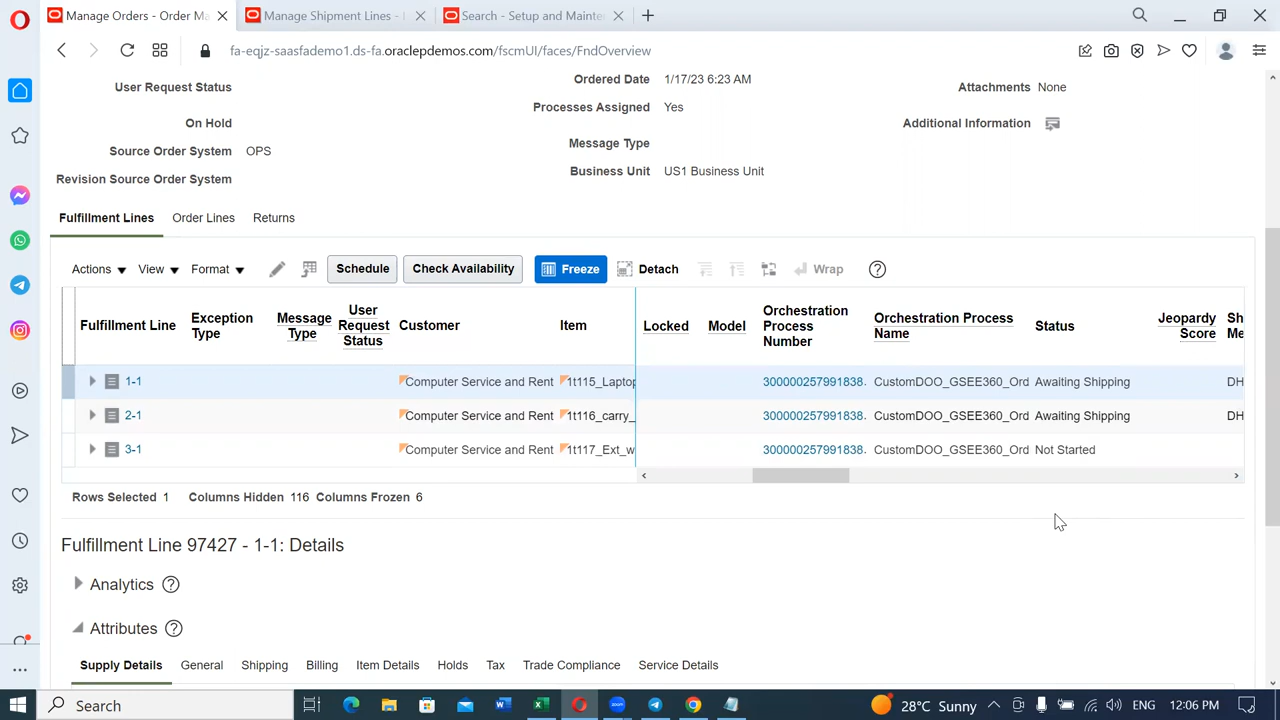 Manage Orders - Order Ma
Manage Shipment Lines -
Search - Setup and Mainte
fa-eqjz-saasfademo1.ds-fa.oraclepdemos.com/fscmUI/faces/FndOverview
User Request Status
Ordered Date 1/17/23 6:23 AM
Attachments None
Processes Assigned Yes
On Hold
Additional Information
Message Type
Source Order System OPS
Business Unit US1 Business Unit
Revision Source Order System
Fulfillment Lines Order Lines Returns
Actions View Format Schedule Check Availability Freeze Detach Wrap
Fulfillment Line Exception Type Message Type User Request Status Customer Item Locked Model Orchestration Process Number Orchestration Process Name Status Jeopardy Score Sh Me
1-1 Computer Service and Rent 1t115_Laptop 300000257991838. CustomDOO_GSEE360_Ord Awaiting Shipping DH
2-1 Computer Service and Rent 1t116_carry_ 300000257991838. CustomDOO_GSEE360_Ord Awaiting Shipping DH
3-1 Computer Service and Rent 1t117_Ext_w 300000257991838. CustomDOO_GSEE360_Ord Not Started
Rows Selected 1 Columns Hidden 116 Columns Frozen 6
Fulfillment Line 97427 - 1-1: Details
Analytics
Attributes
Supply Details General Shipping Billing Item Details Holds Tax Trade Compliance Service Details
Search
28°C Sunny ENG 12:06 PM